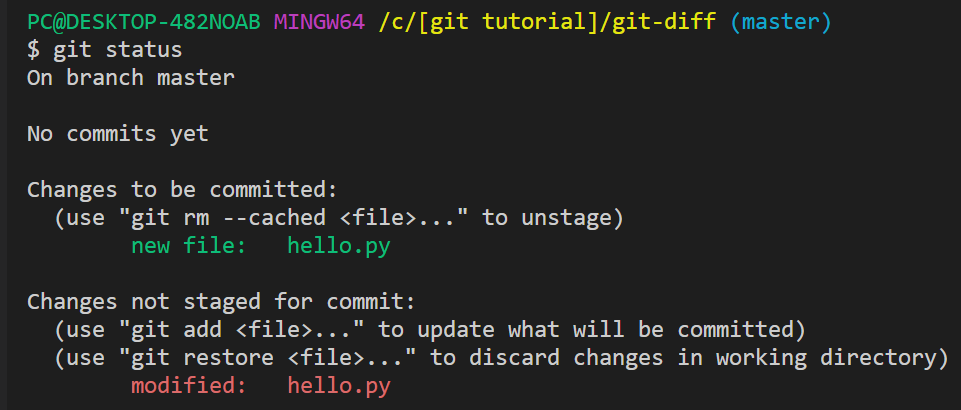 PC@DESKTOP-482NOAB MINGW64 /c/[git tutorial]/git-diff (master)
$ git status
On branch master
No commits yet
Changes to be committed:
  (use "git rm --cached <file>..." to unstage)
        new file:   hello.py
Changes not staged for commit:
  (use "git add <file>..." to update what will be committed)
  (use "git restore <file>..." to discard changes in working directory)
        modified:   hello.py